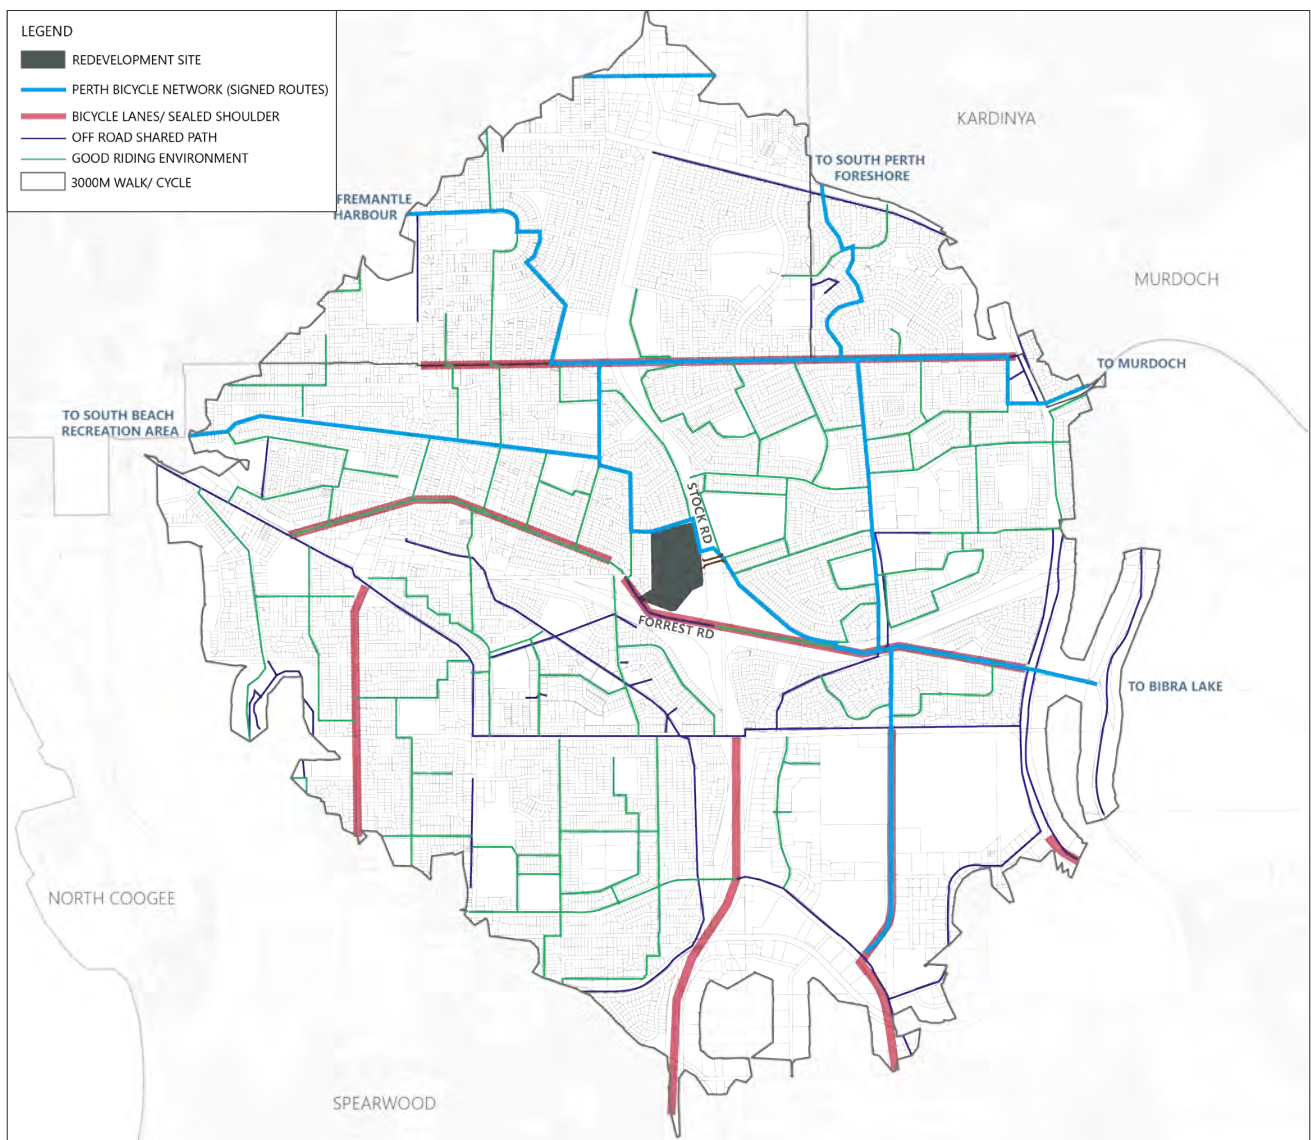 LEGEND
REDEVELOPMENT SITE
PERTH BICYCLE NETWORK (SIGNED ROUTES)
BICYCLE LANES/ SEALED SHOULDER
OFF ROAD SHARED PATH
GOOD RIDING ENVIRONMENT
3000M WALK/ CYCLE
KARDINYA
TO SOUTH PERTH
FORESHORE
FREMANTLE
HARBOUR
MURDOCH
TO MURDOCH
TO SOUTH BEACH
RECREATION AREA
STOCK RD
FORREST RD
TO BIBRA LAKE
NORTH COOGEE
SPEARWOOD